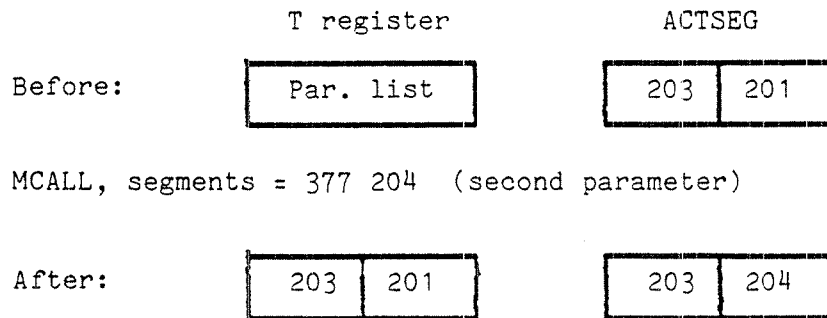 T register ACTSEG
Before: Par. list 203 201
MCALL, segments = 377 204 (second parameter)
After: 203 201 203 204